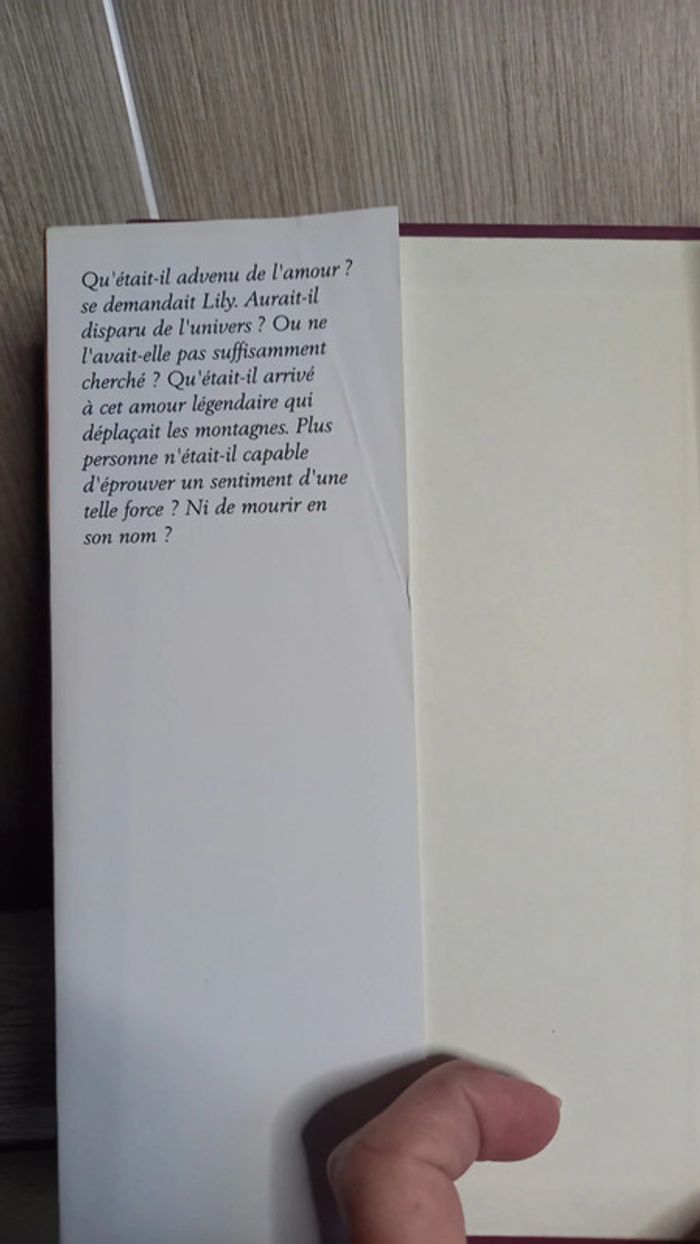 Qu'était-il advenu de l'amour ?
se demandait Lily. Aurait-il
disparu de l'univers ? Ou ne
l'avait-elle pas suffisamment
cherché ? Qu'était-il arrivé
à cet amour légendaire qui
déplaçait les montagnes. Plus
personne n'était-il capable
d'éprouver un sentiment d'une
telle force ? Ni de mourir en
son nom ?